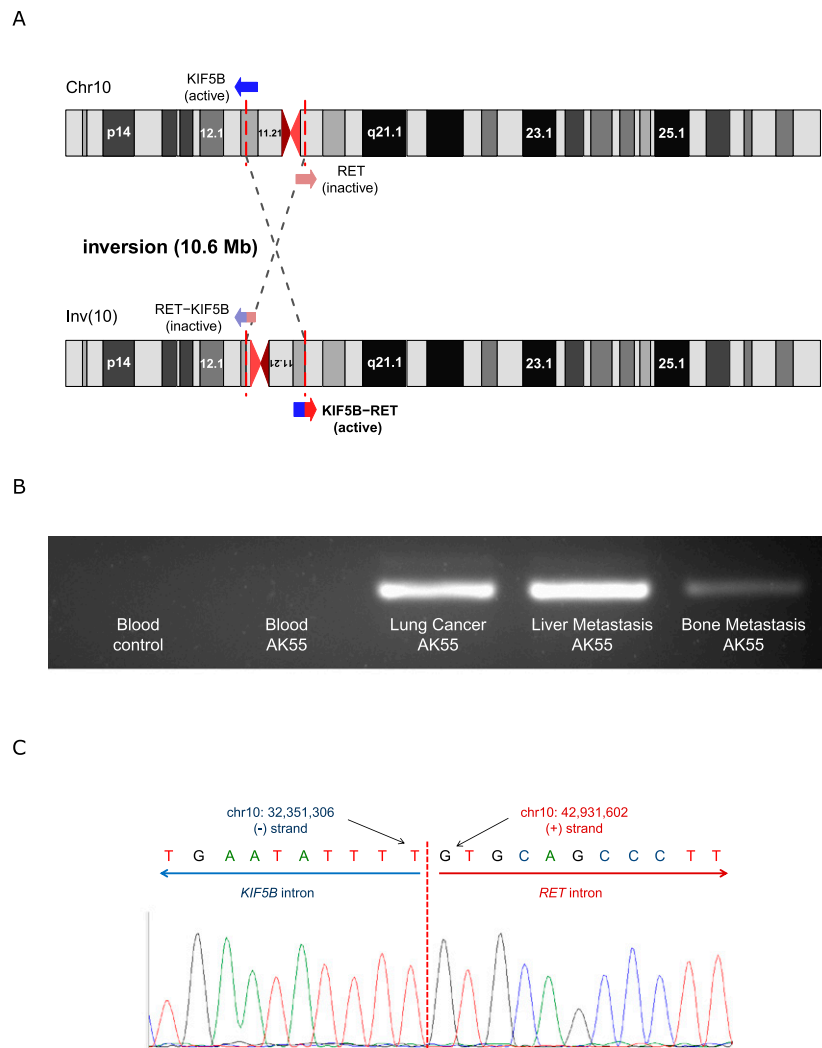 A
KIF5B
(active)
Chr10
p14
12.1
11.21
q21.1
23.1
25.1
RET
(inactive)
inversion (10.6 Mb)
RET−KIF5B
(inactive)
Inv(10)
p14
12.1
11.21
q21.1
23.1
25.1
KIF5B−RET
(active)
B
Blood
control
Blood
AK55
Lung Cancer
AK55
Liver Metastasis
AK55
Bone Metastasis
AK55
C
chr10: 32,351,306
(-) strand
chr10: 42,931,602
(+) strand
T G A A T A T T T T G T G C A G C C C T T
KIF5B intron
RET intron